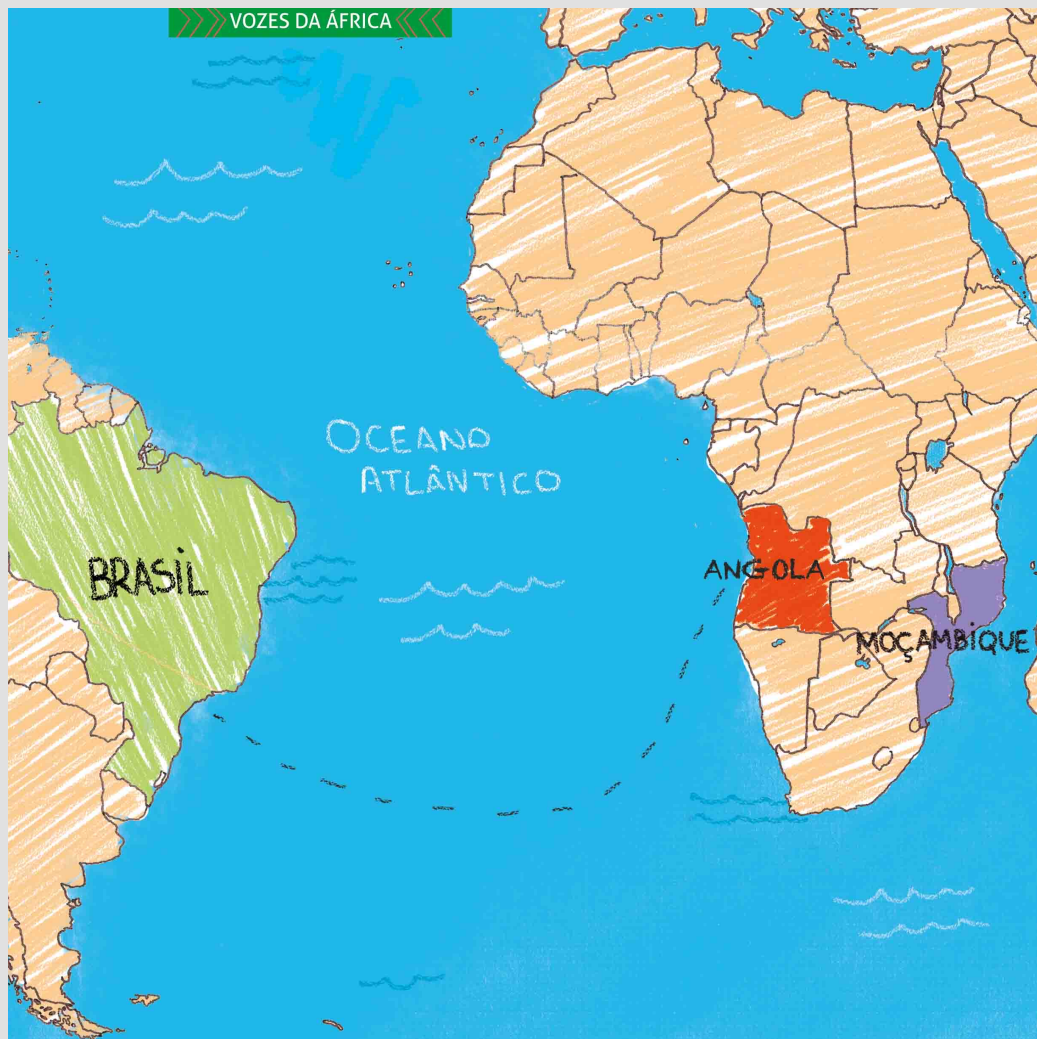 VOZES DA ÁFRICA
OCEANO
ATLÂNTICO
BRASIL
ANGOLA
MOÇAMBIQUE